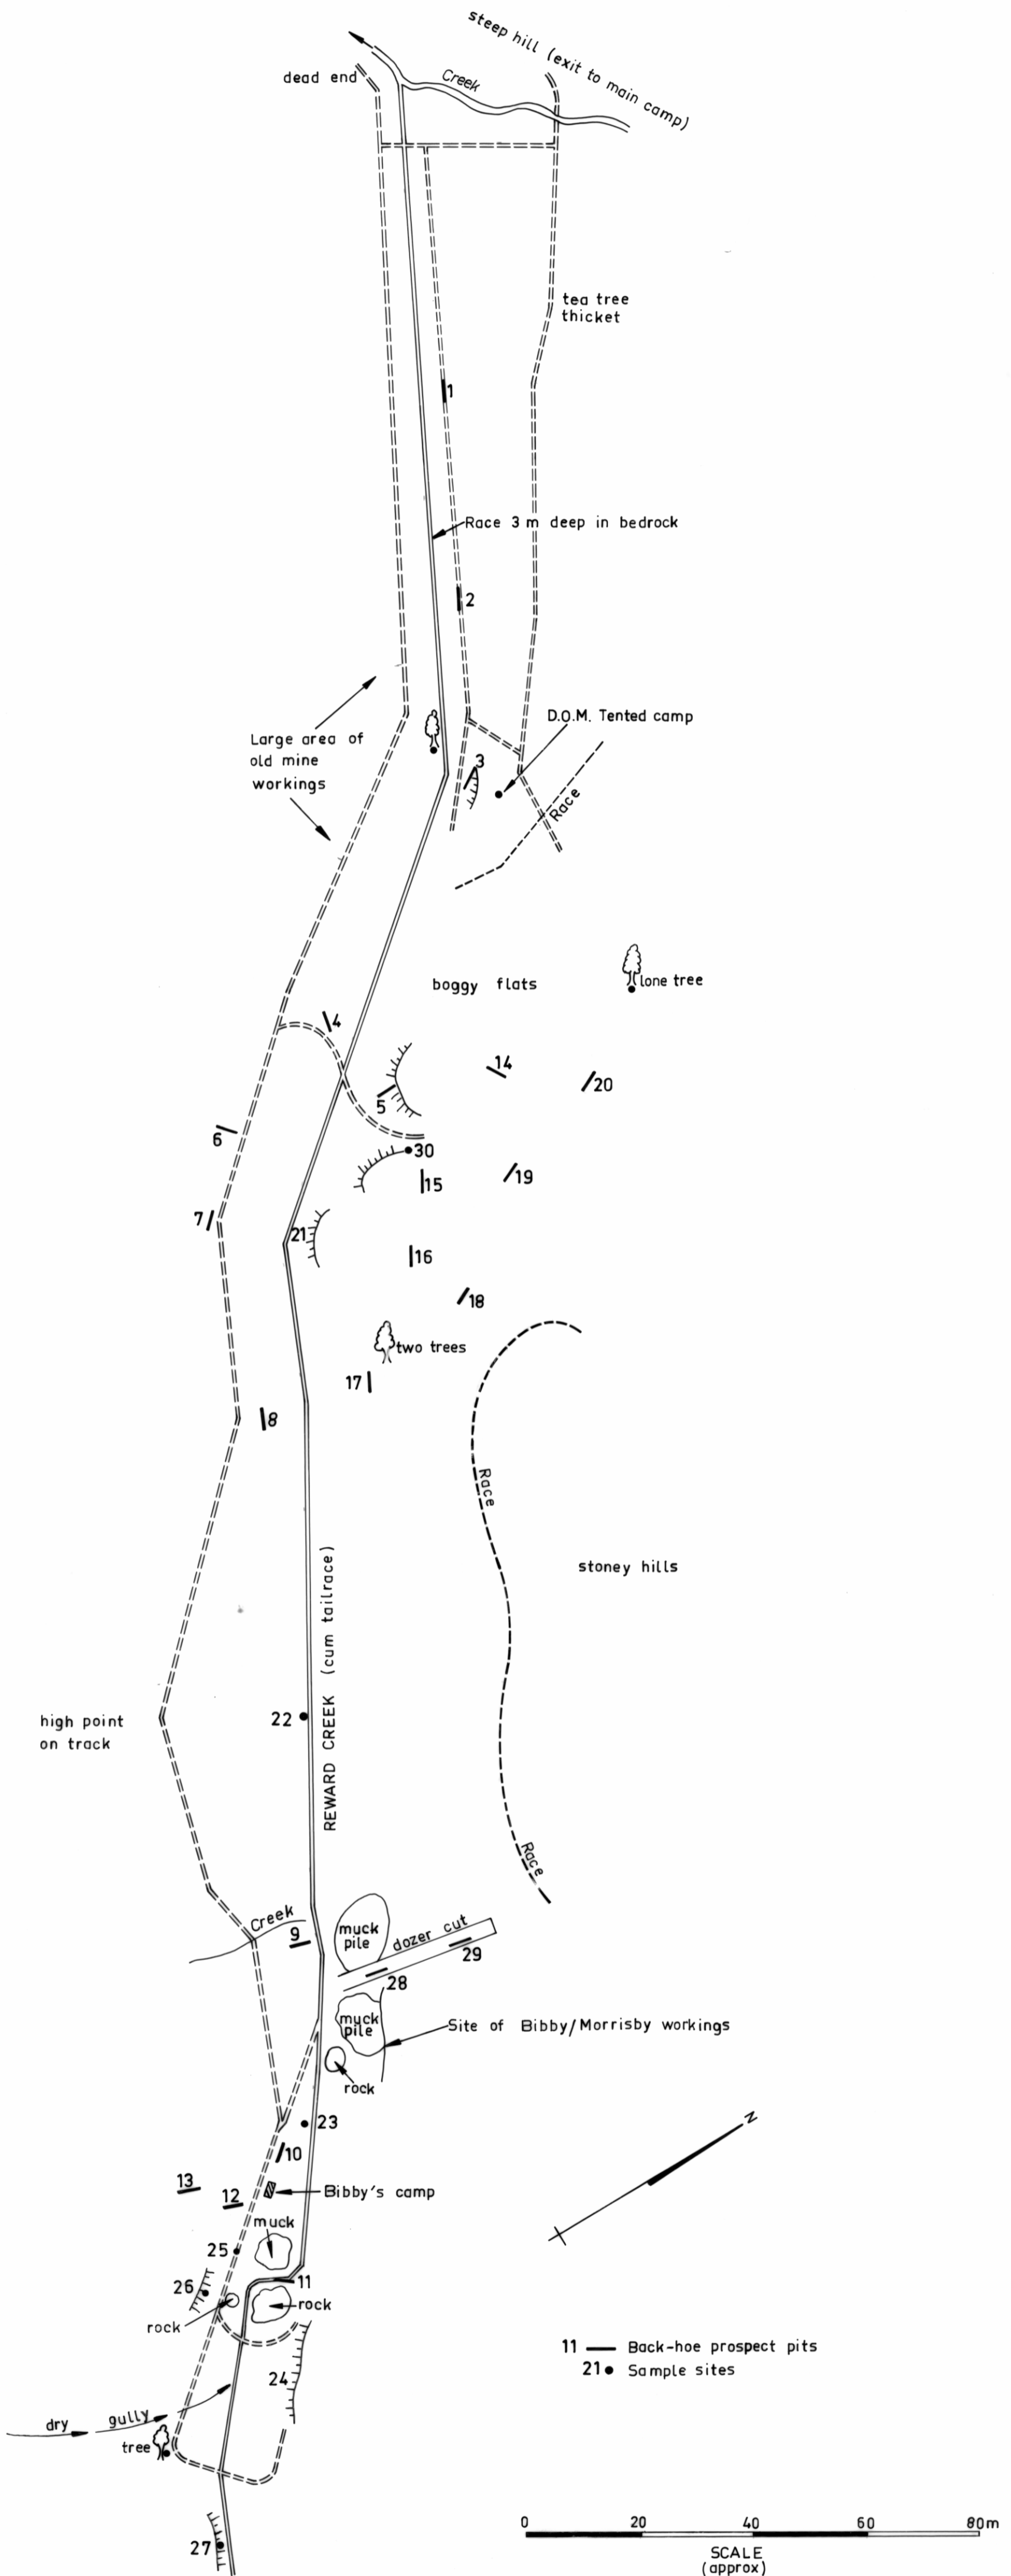 steep hill (exit to main camp)
dead end
Creek
tea tree
thicket
1
Race 3 m deep in bedrock
2
D.O.M. Tented camp
Large area of
old mine
workings
3
Race
boggy flats
lone tree
4
14
20
5
6
30
15
19
7
21
16
18
two trees
17
8
Race
stoney hills
REWARD CREEK (cum tailrace)
22
high point
on track
Race
Creek
9
muck
pile
dozer cut
29
28
muck
pile
Site of Bibby/Morrisby workings
rock
23
N
10
13
12
Bibby's camp
muck
25
26
11
rock
rock
11 Back-hoe prospect pits
21 Sample sites
24
dry gully
tree
27
0 20 40 60 80m
SCALE
(approx)